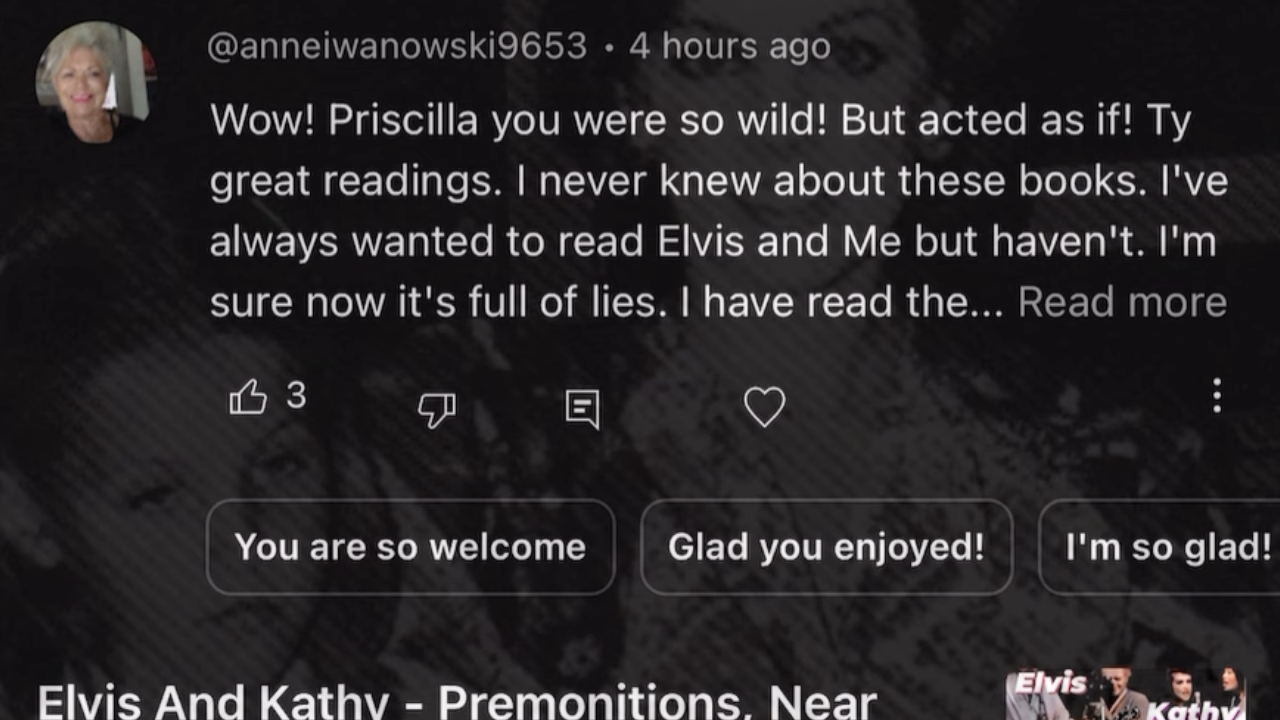 @anneiwanowski9653 • 4 hours ago
Wow! Priscilla you were so wild! But acted as if! Ty
great readings. I never knew about these books. I've
always wanted to read Elvis and Me but haven't. I'm
sure now it's full of lies. I have read the... Read more
3
You are so welcome
Glad you enjoyed!
I'm so glad!
Elvis And Kathy - Premonitions, Near
Elvis
Kathy